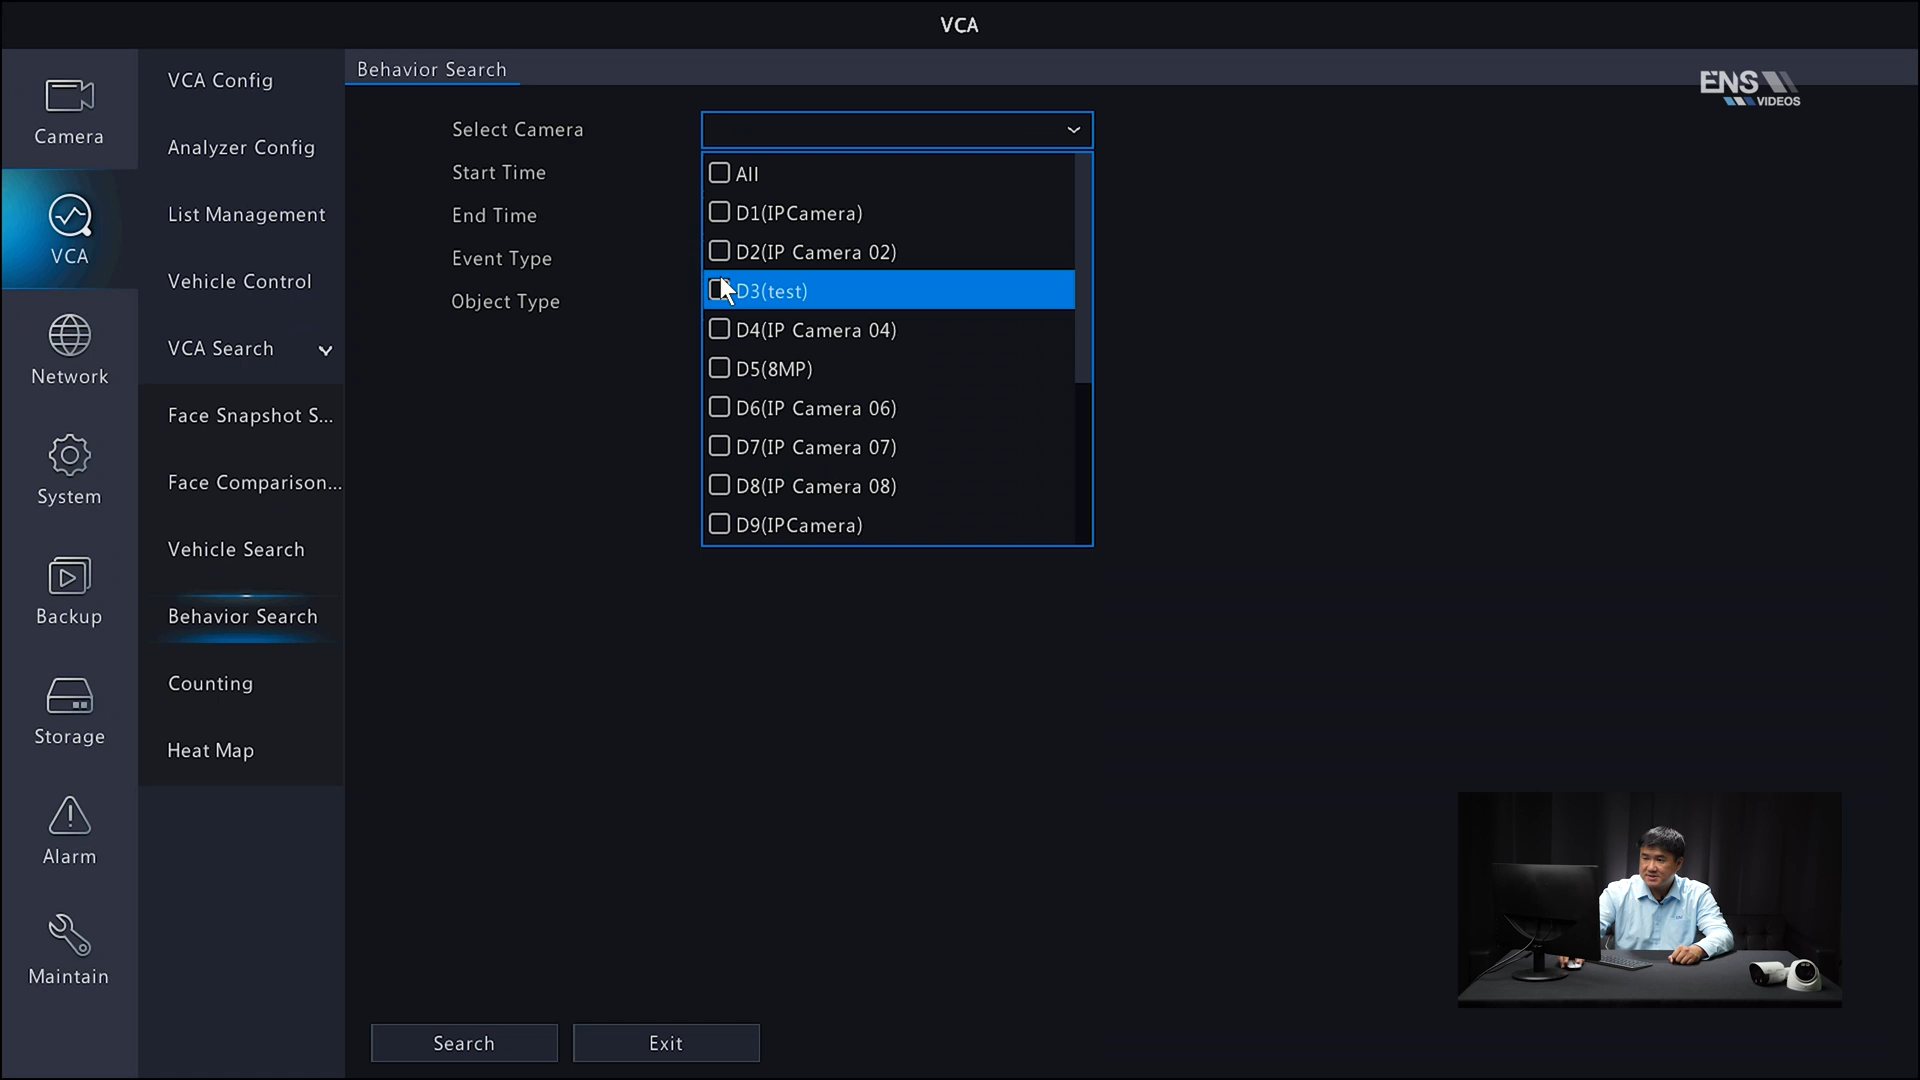 VCA
Camera
VCA
Network
System
Backup
Storage
Alarm
Maintain
VCA Config
Analyzer Config
List Management
Vehicle Control
VCA Search
Face Snapshot S...
Face Comparison...
Vehicle Search
Behavior Search
Counting
Heat Map
Behavior Search
ENS
VIDEOS
Select Camera
Start Time
End Time
Event Type
Object Type
All
D1(IPCamera)
D2(IP Camera 02)
D3(test)
D4(IP Camera 04)
D5(8MP)
D6(IP Camera 06)
D7(IP Camera 07)
D8(IP Camera 08)
D9(IPCamera)
Search
Exit